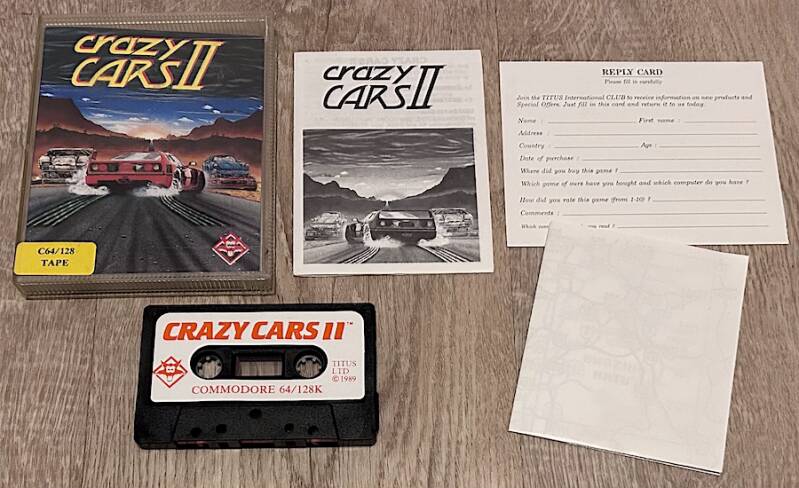 crazy
CARS II
C64/128
TAPE
crazy
CARS II
REPLY CARD
Please fill in carefully
Join the TITUS International CLUB to receive information on new products and
Special Offers. Just fill in this card and return it to us today.
Name :
First name :
Address :
Country :
Age :
Date of purchase :
Where did you buy this game ?
Which game of ours have you bought and which computer do you have ?
How did you rate this game (from 1-10) ?
Comments :
Which
you read ?
CRAZY CARS II™
TITUS
LTD
©1989
COMMODORE 64/128K